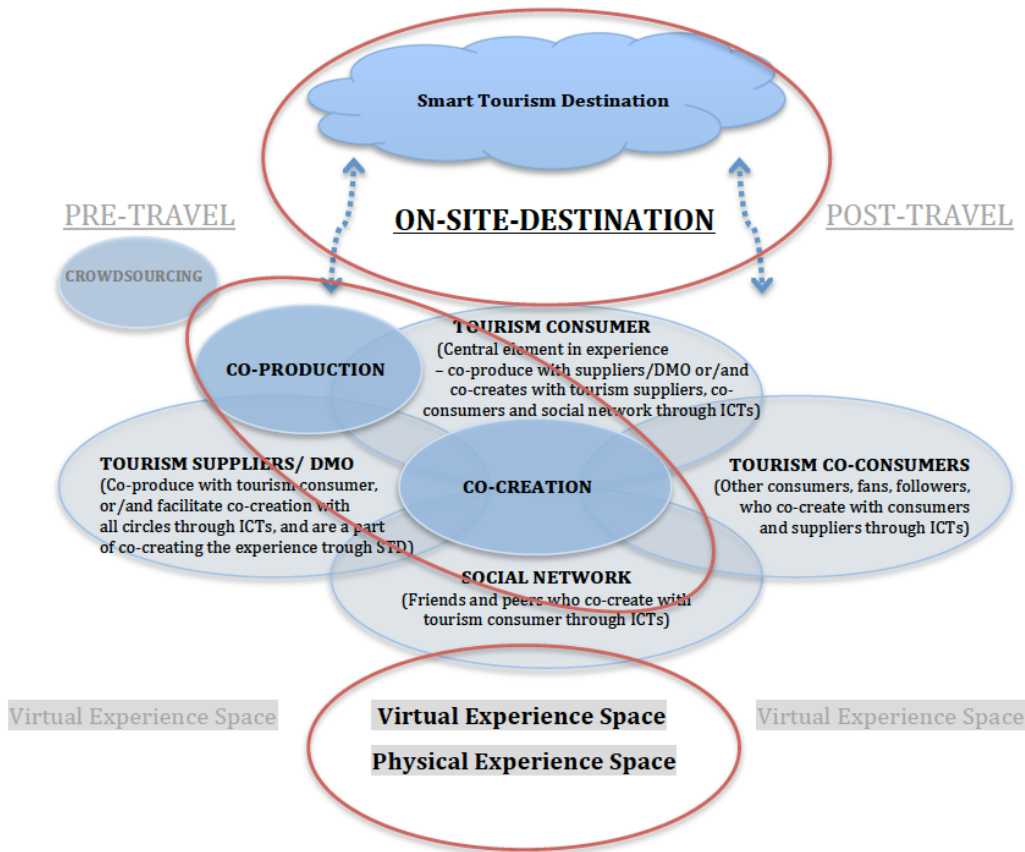 Smart Tourism Destination
PRE-TRAVEL
ON-SITE-DESTINATION
POST-TRAVEL
CROWDSOURCING
CO-PRODUCTION
TOURISM CONSUMER
(Central element in experience
– co-produce with suppliers/DMO or/and
co-creates with tourism suppliers, co-
consumers and social network through ICTs)
TOURISM SUPPLIERS/ DMO
(Co-produce with tourism consumer,
or/and facilitate co-creation with
all circles through ICTs, and are a part
of co-creating the experience trough STD)
CO-CREATION
TOURISM CO-CONSUMERS
(Other consumers, fans, followers,
who co-create with consumers
and suppliers through ICTs)
SOCIAL NETWORK
(Friends and peers who co-create with
tourism consumer through ICTs)
Virtual Experience Space
Virtual Experience Space
Virtual Experience Space
Physical Experience Space